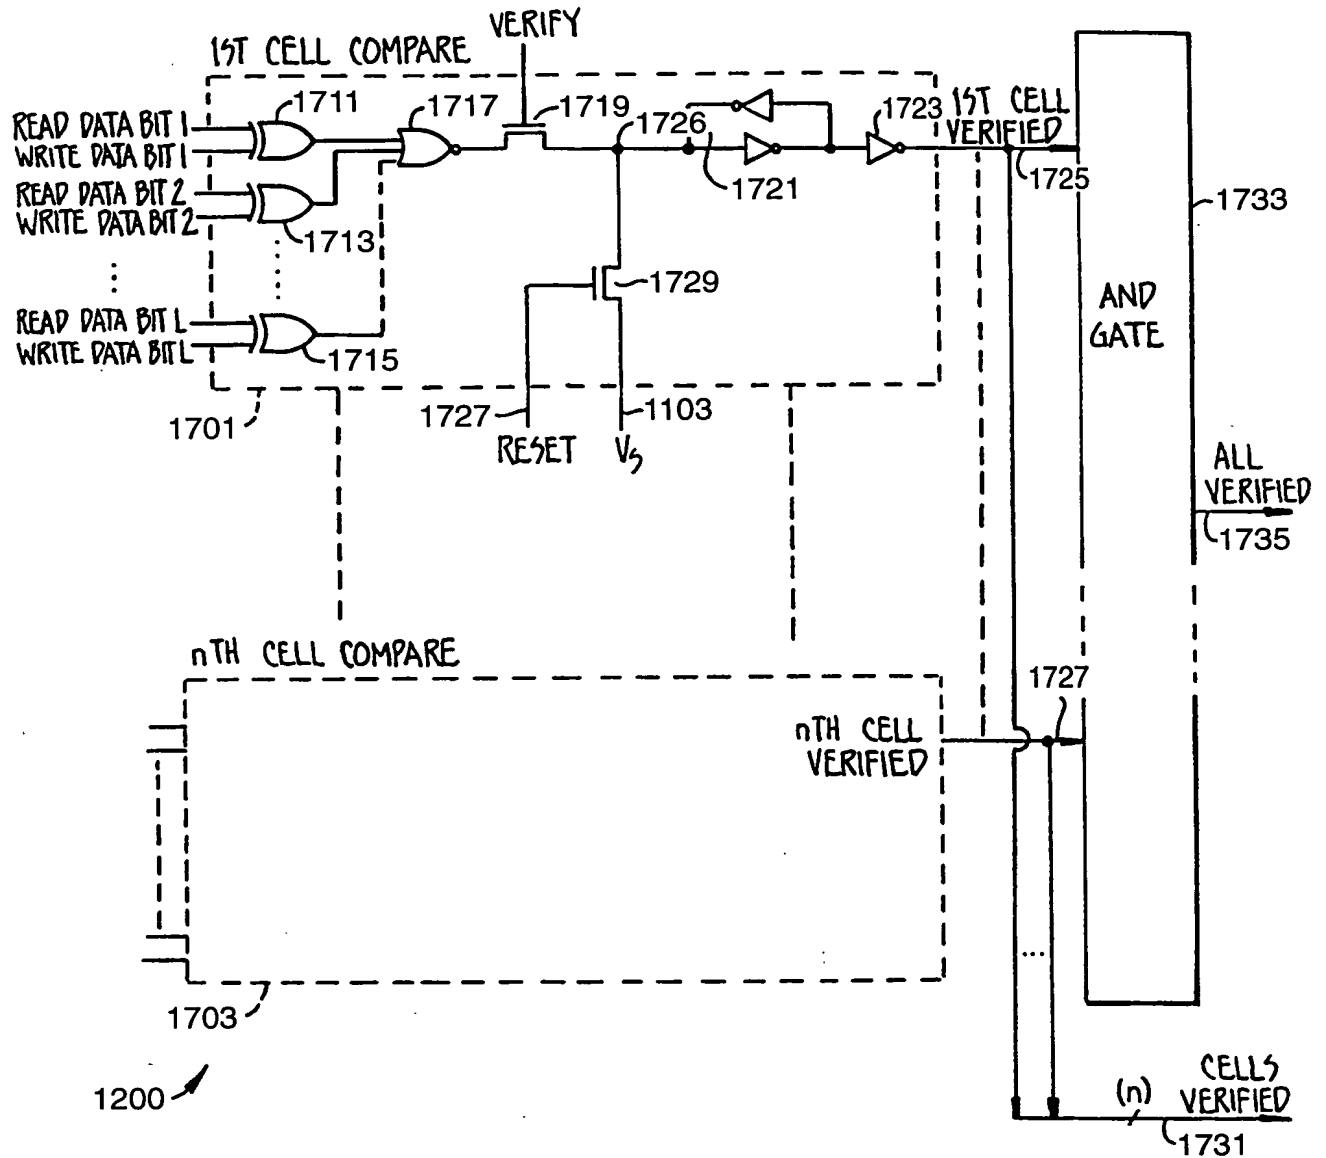 VERIFY
1ST CELL COMPARE
1711
1717
1719
1726
1723
1ST CELL
VERIFIED
READ DATA BIT 1
WRITE DATA BIT 1
1721
1725
READ DATA BIT 2
WRITE DATA BIT 2
1713
1733
1729
AND
GATE
READ DATA BIT L
WRITE DATA BIT L
1715
1701
1727
1103
RESET
VS
ALL
VERIFIED
1735
nTH CELL COMPARE
1727
nTH CELL
VERIFIED
...
1703
1200
(n)
CELLS
VERIFIED
1731